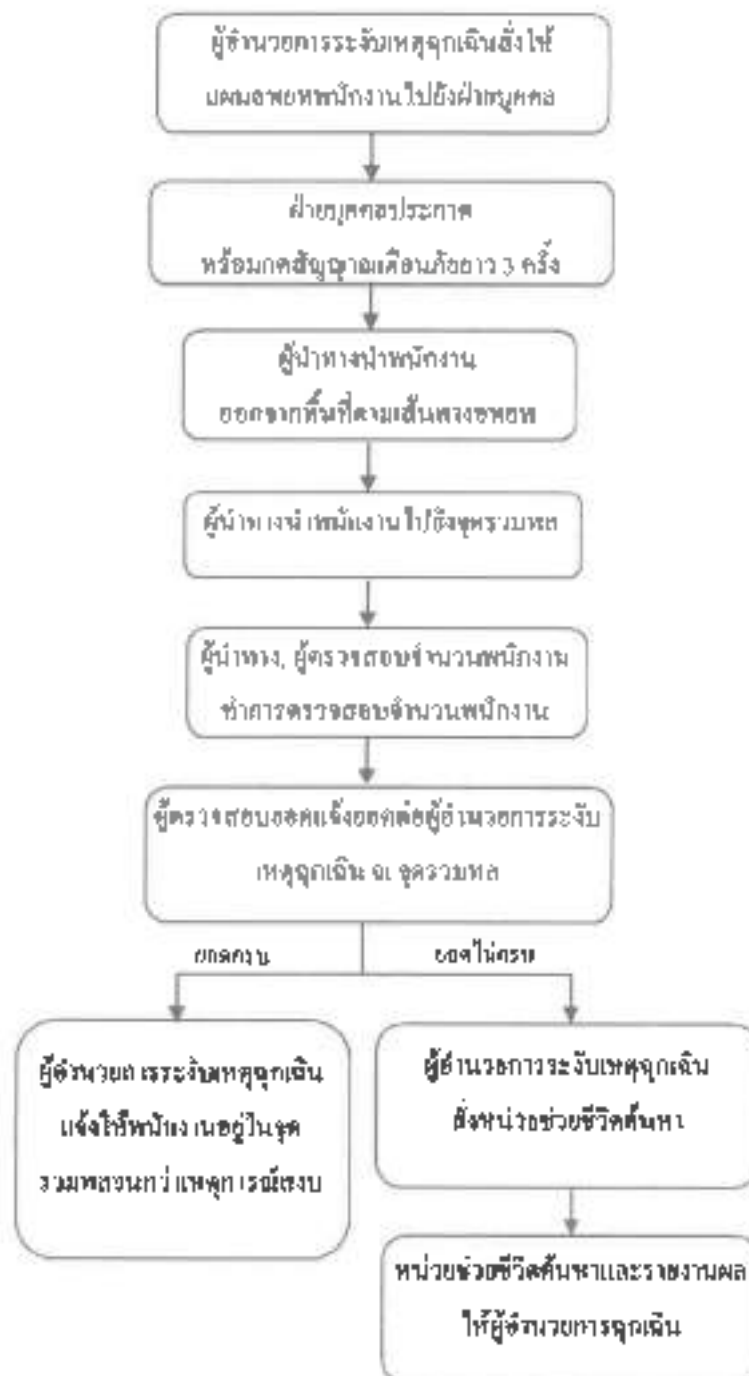 ผู้อำนวยการระงับเหตุฉุกเฉินสั่งให้
แผนอพยพพนักงานไปยังฝ่ายบุคคล
ฝ่ายบุคคลประกาศ
พร้อมกดสัญญาณเตือนภัยยาว 3 ครั้ง
ผู้นำทางนำพนักงาน
ออกจากพื้นที่ตามเส้นทางอพยพ
ผู้นำทางนำพนักงานไปยังจุดรวมพล
ผู้นำทาง, ผู้ตรวจสอบจำนวนพนักงาน
ทำการตรวจสอบจำนวนพนักงาน
ผู้ตรวจสอบยอดแจ้งยอดต่อผู้อำนวยการระงับ
เหตุฉุกเฉิน ณ จุดรวมพล
ยอดครบ
ยอดไม่ครบ
ผู้อำนวยการระงับเหตุฉุกเฉิน
แจ้งให้พนักงานอยู่ในจุด
รวมพลจนกว่าเหตุการณ์สงบ
ผู้อำนวยการระงับเหตุฉุกเฉิน
สั่งหน่วยช่วยชีวิตค้นหา
หน่วยช่วยชีวิตค้นหาและรายงานผล
ให้ผู้อำนวยการฉุกเฉิน